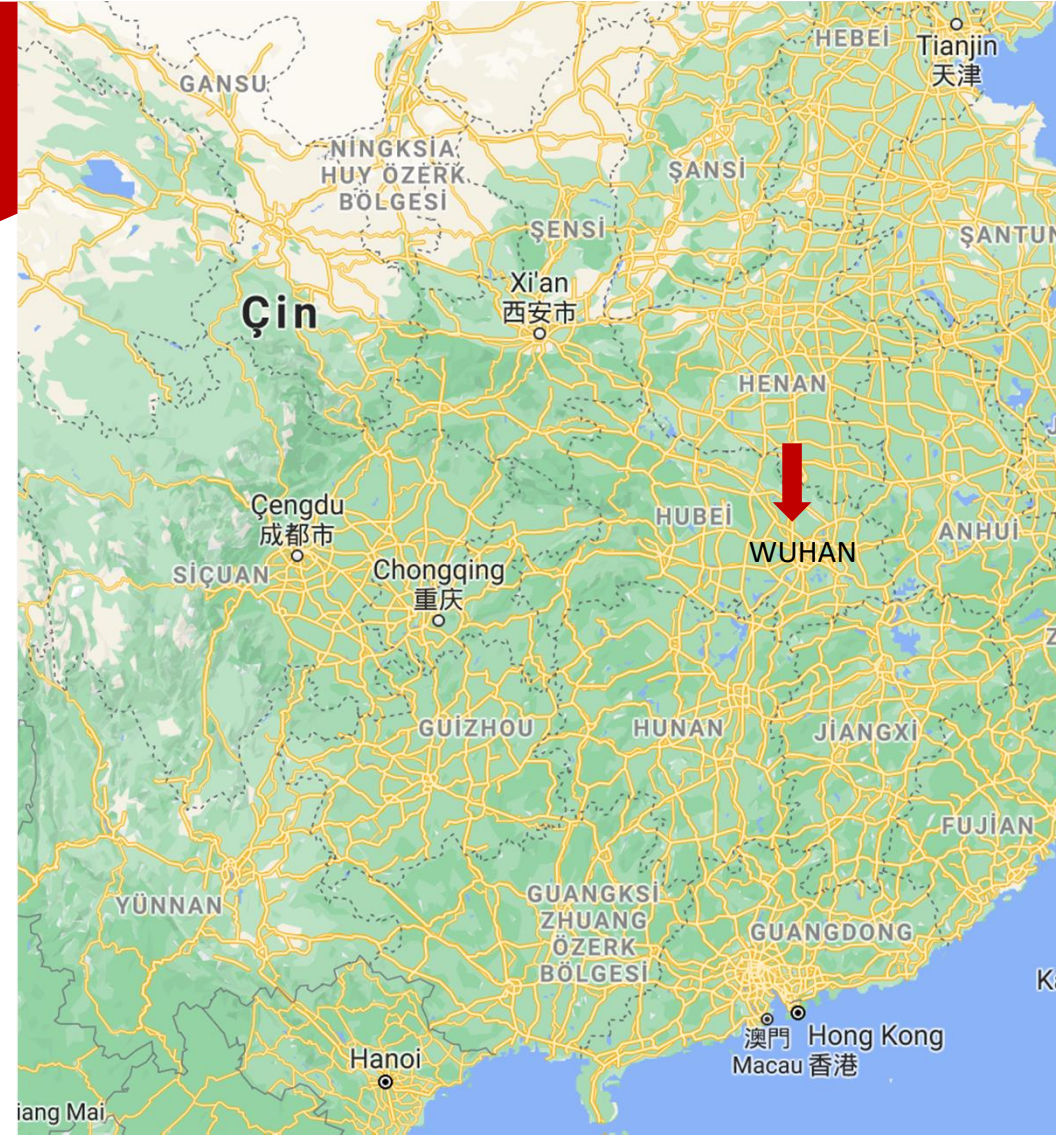 HEBEİ
Tianjin
天津
GANSU
NİNGKSİA
HUY ÖZERK
BÖLGESİ
ŞANSİ
ŞENSİ
ŞANTUN
Xi'an
西安市
Çin
HENAN
Çengdu
成都市
HUBEİ
ANHUİ
WUHAN
SİÇUAN
Chongqing
重庆
GUİZHOU
HUNAN
JİANGXİ
FUJİAN
YÜNNAN
GUANGKSİ
ZHUANG
ÖZERK
BÖLGESİ
GUANGDONG
澳門
Macau
Hong Kong
香港
Hanoi
iang Mai